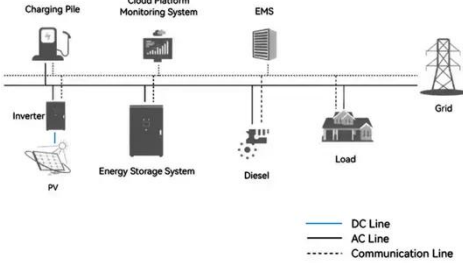 Charging Pile
Cloud Platform
Monitoring System
EMS
Grid
Inverter
PV
Energy Storage System
Diesel
Load
DC Line
AC Line
Communication Line